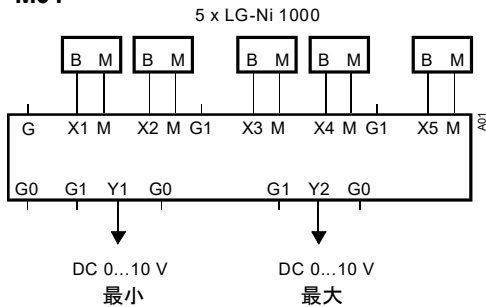 5 x LG-Ni 1000
B M B M B M B M B M
G X1 M X2 M G1 X3 M X4 M G1 X5 M
A01
G0 G1 Y1 G0 G1 Y2 G0
DC 0...10 V DC 0...10 V
最小 最大